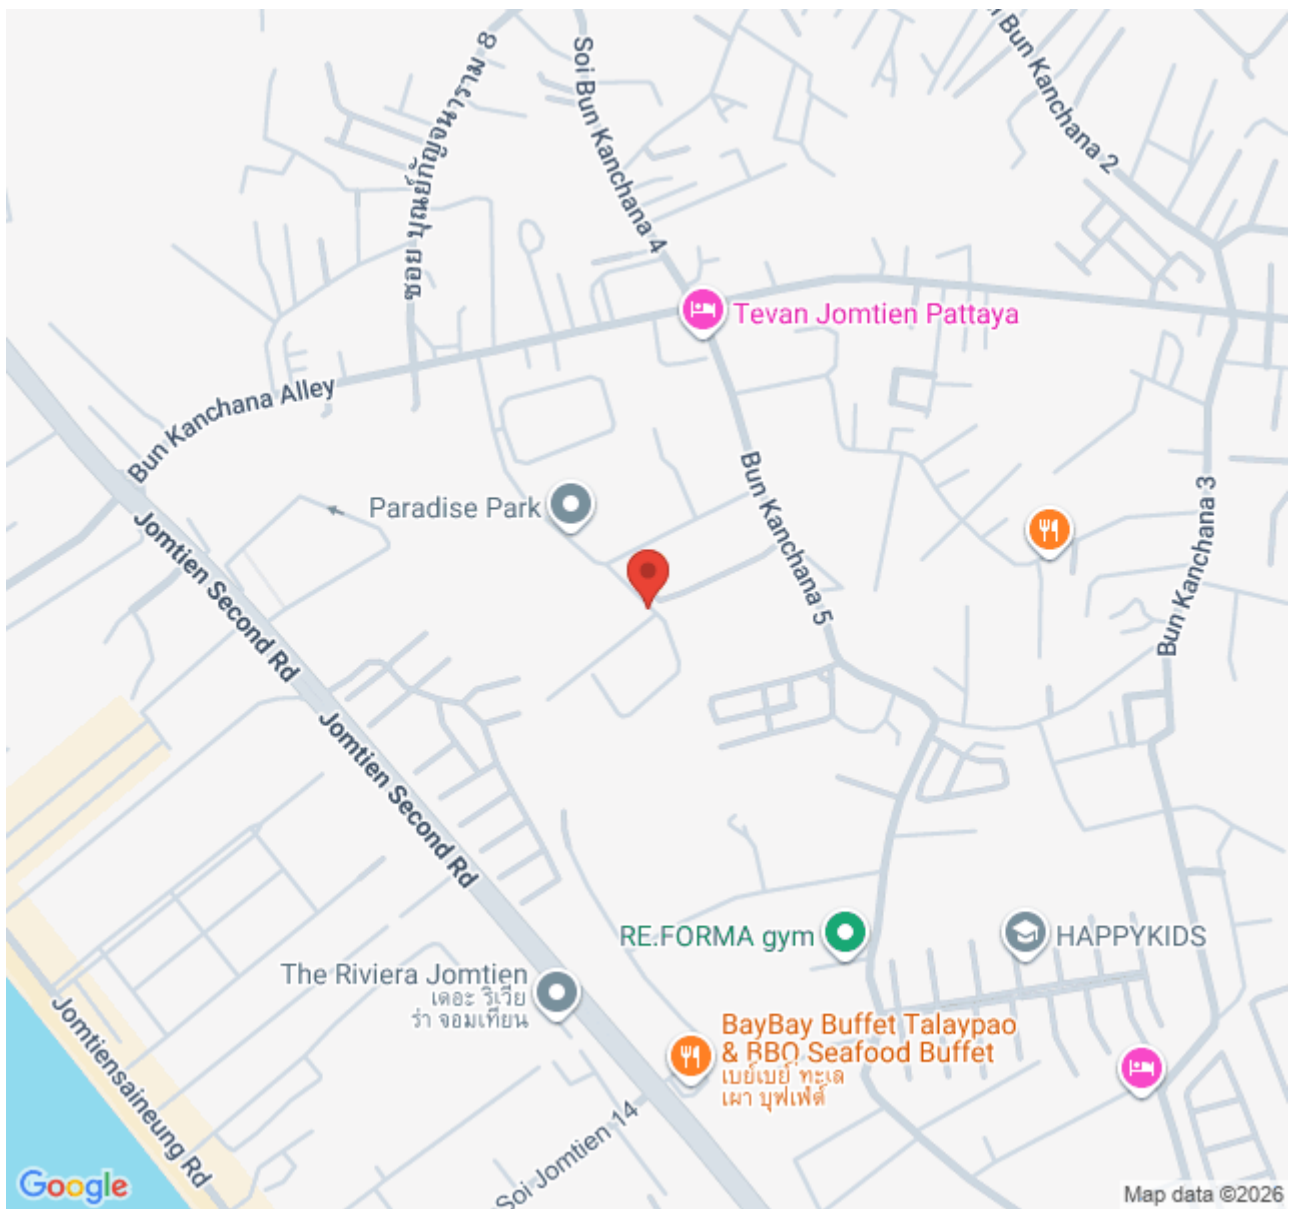 ซอย บุณย์กัญจนาราม 8
Soi Bun Kanchana 4
Bun Kanchana 2
Tevan Jomtien Pattaya
Bun Kanchana Alley
Bun Kanchana 5
Paradise Park
Bun Kanchana 3
Jomtien Second Rd
Jomtien Second Rd
RE.FORMA gym
HAPPYKIDS
The Riviera Jomtien
เดอะ ริเวีย
ร่า จอมเทียน
BayBay Buffet Talaypao
& BBQ Seafood Buffet
เบย์เบย์ ทะเล
เผา บุฟเฟ่ต์
Jomtiensaineung Rd
Soi Jomtien 14
Google
Map data ©2026